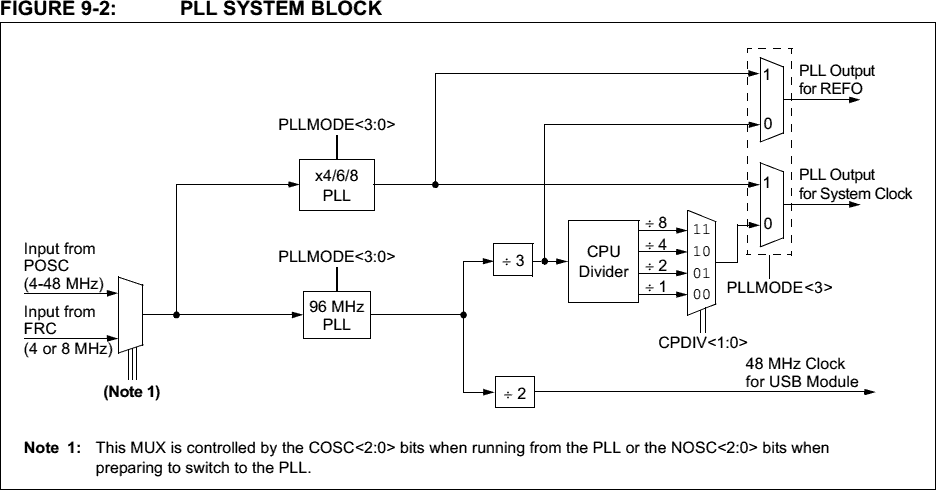 FIGURE 9-2: PLL SYSTEM BLOCK
1
PLL Output
for REFO
0
PLLMODE<3:0>
x4/6/8
PLL
1
PLL Output
for System Clock
0
PLLMODE<3>
Input from
POSC
(4-48 MHz)
Input from
FRC
(4 or 8 MHz)
(Note 1)
PLLMODE<3:0>
96 MHz
PLL
÷ 3
CPU
Divider
÷ 8
÷ 4
÷ 2
÷ 1
11
10
01
00
CPDIV<1:0>
÷ 2
48 MHz Clock
for USB Module
Note 1: This MUX is controlled by the COSC<2:0> bits when running from the PLL or the NOSC<2:0> bits when
preparing to switch to the PLL.